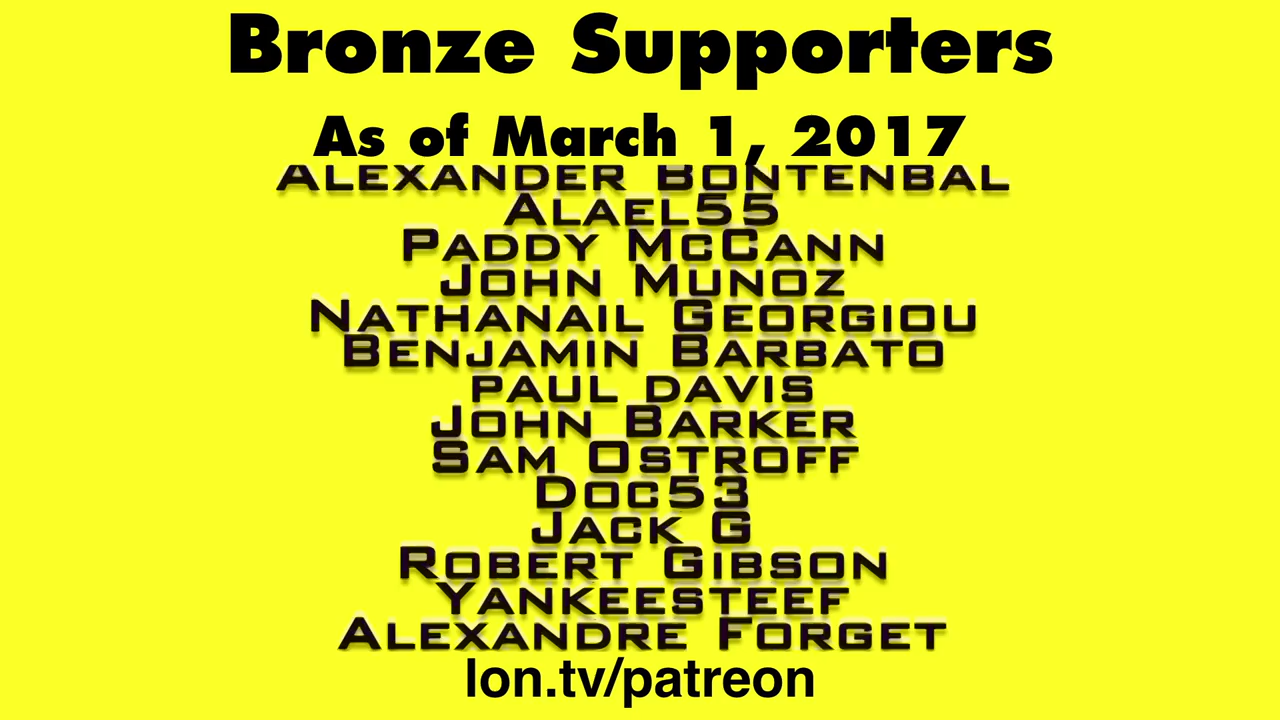 Bronze Supporters
As of March 1, 2017
Alexander Bontenbal
Alael55
Paddy McCann
John Munoz
Nathanail Georgiou
Benjamin Barbato
paul davis
John Barker
Sam Ostroff
Doc53
Jack G
Robert Gibson
Yankeesteef
Alexandre Forget
lon.tv/patreon